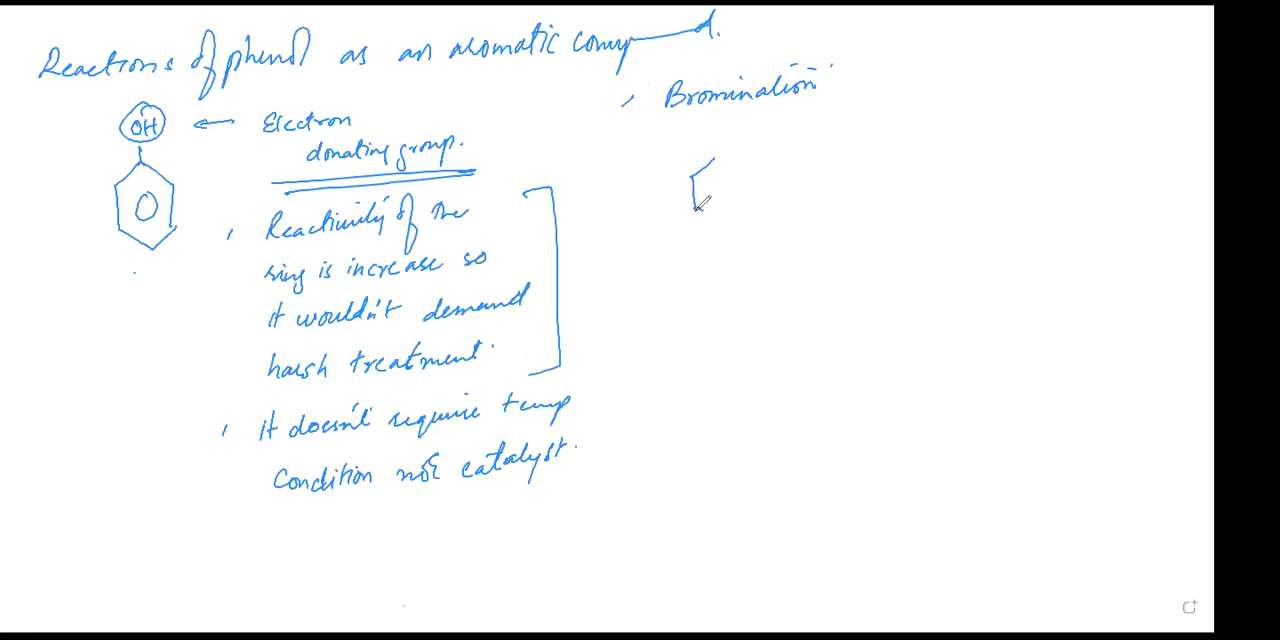 Reactions of phenol as an aromatic compound.
OH ← Electron
donating group.
, Reactivity of the
ring is increase so
it wouldn't demand
harsh treatment.
, It doesn't require temp
Condition nor catalyst.
, Bromination